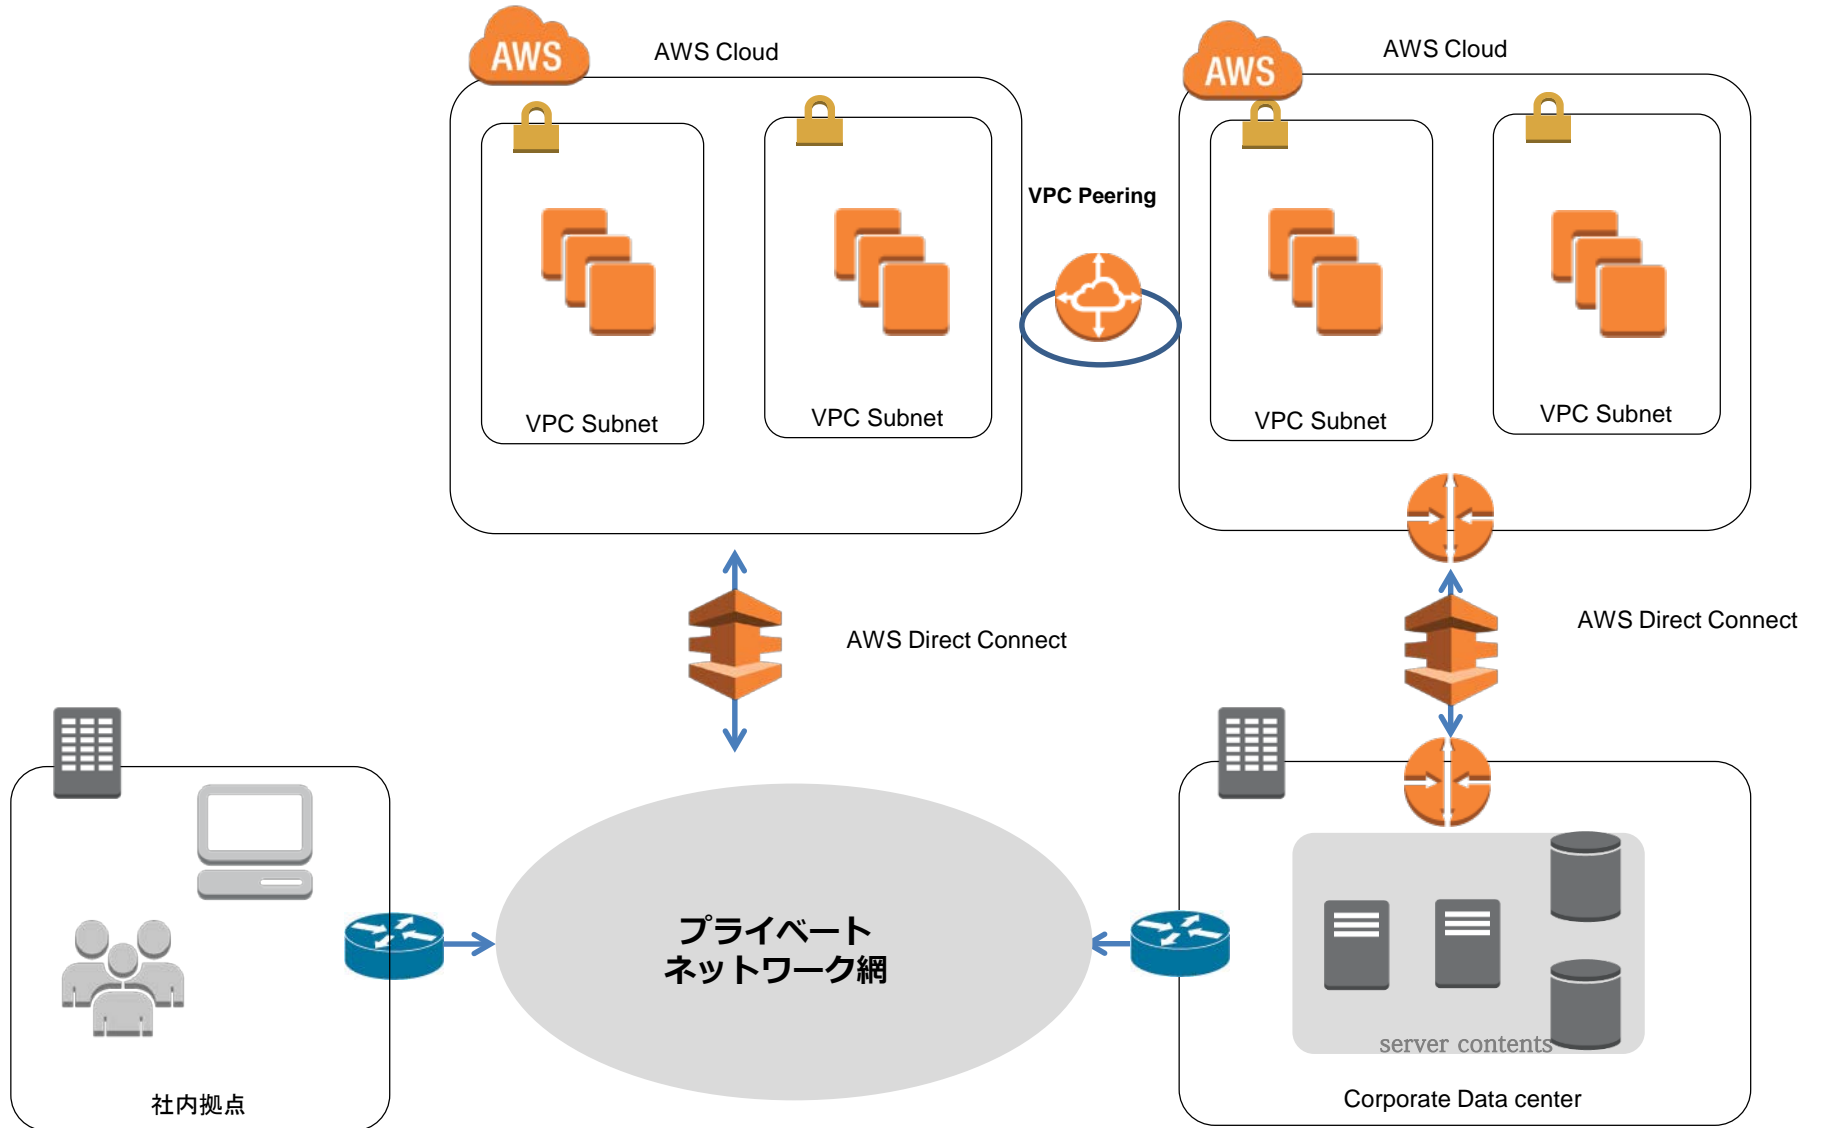 AWS
AWS Cloud
AWS
AWS Cloud
VPC Peering
VPC Subnet
VPC Subnet
VPC Subnet
VPC Subnet
AWS Direct Connect
AWS Direct Connect
プライベート
ネットワーク網
server contents
社内拠点
Corporate Data center